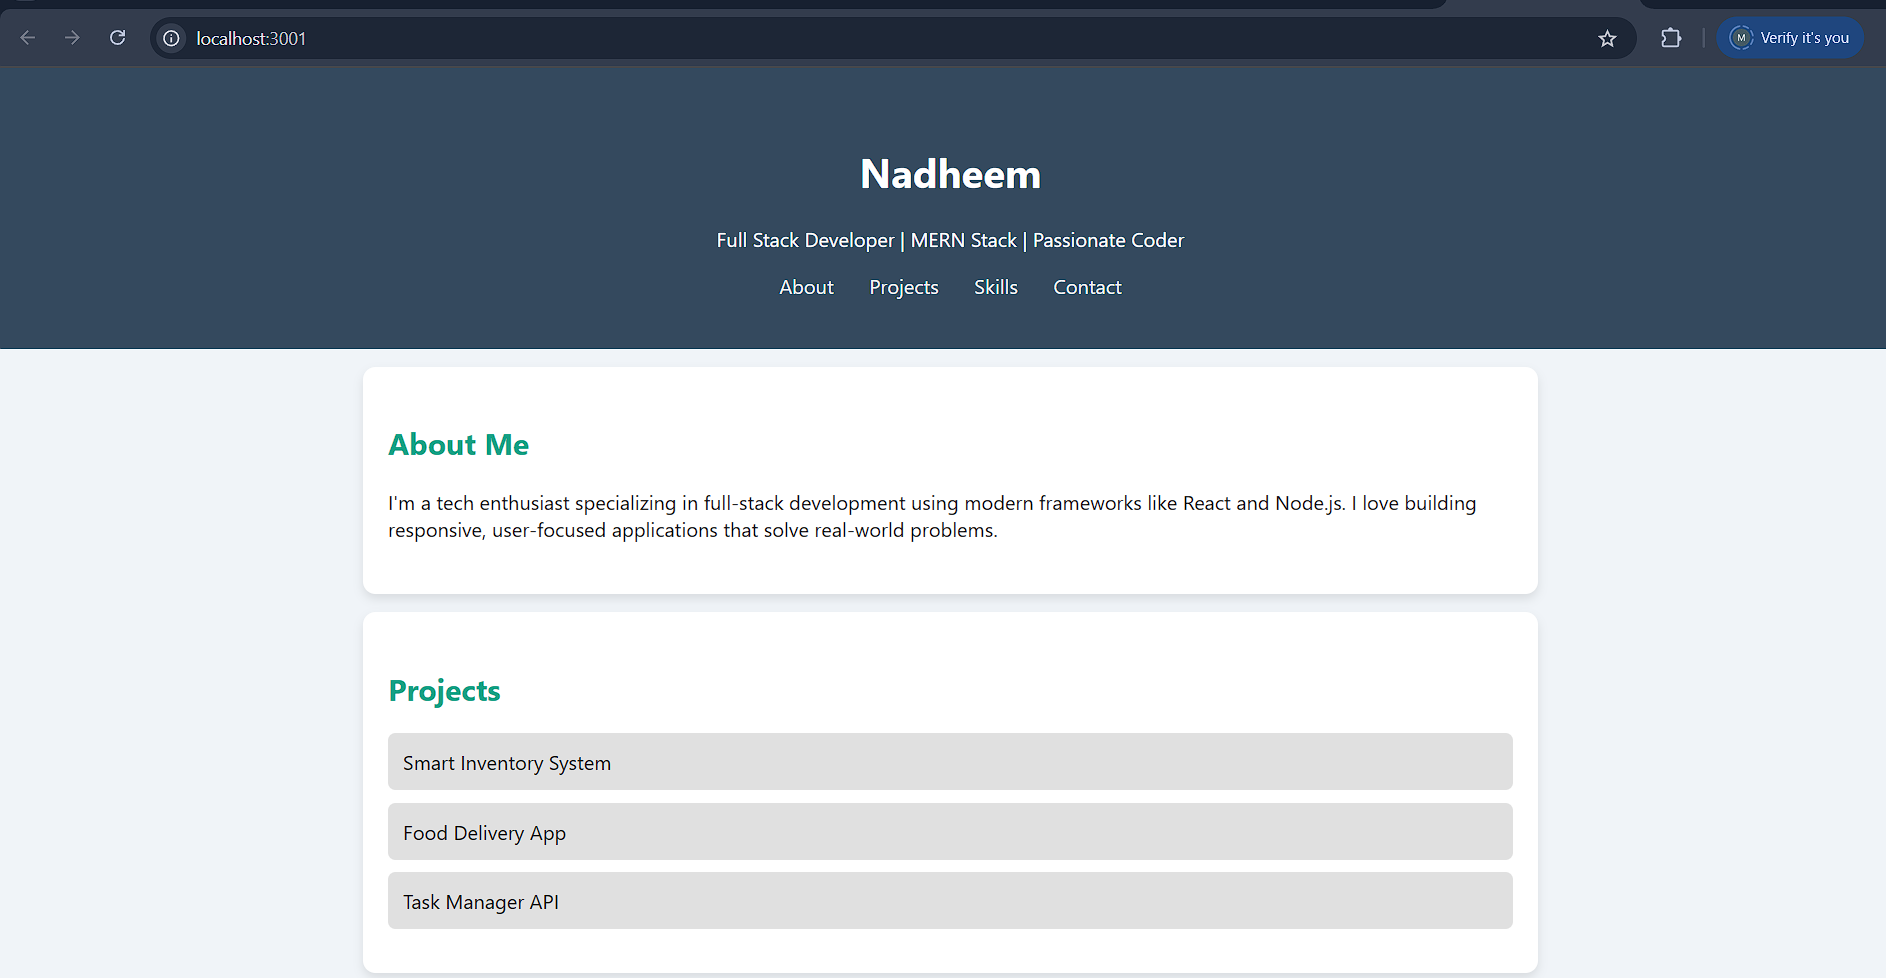 localhost:3001
M Verify it's you
Nadheem
Full Stack Developer | MERN Stack | Passionate Coder
About Projects Skills Contact
About Me
I'm a tech enthusiast specializing in full-stack development using modern frameworks like React and Node.js. I love building
responsive, user-focused applications that solve real-world problems.
Projects
Smart Inventory System
Food Delivery App
Task Manager API